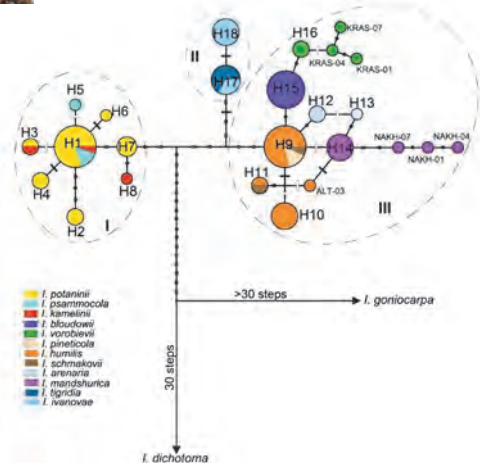 H18
H16
KRAS-07
II
KRAS-04
KRAS-01
H17
H5
H15
H6
H12
H13
H3
H1
H7
H9
H14
NAKH-07
NAKH-04
NAKH-01
H4
H8
H11
ALT-03
III
H2
I
H10
>30 steps
I. goniocarpa
I. potaninii
I. psammocola
I. kamelinii
I. bloudowii
I. vorobievii
I. pineticola
I. humilis
I. schmakovii
I. arenaria
I. mandshurica
I. tigridia
I. ivanovae
30 steps
I. dichotoma